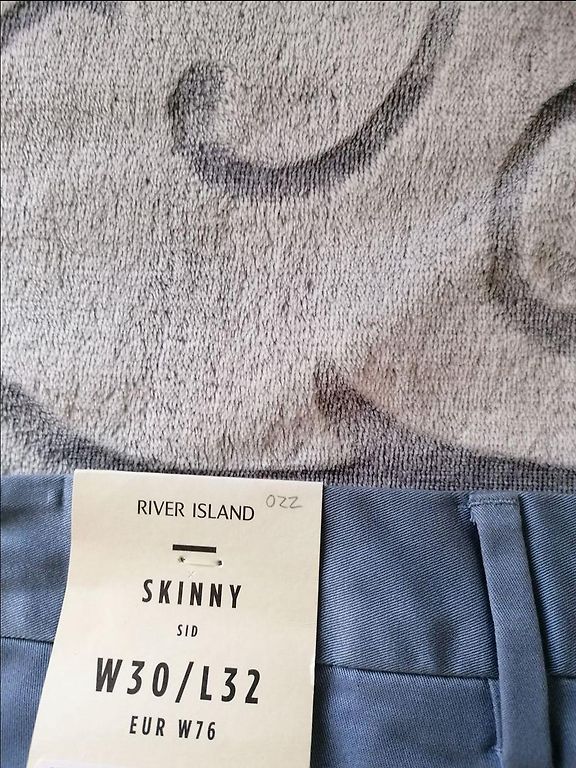 RIVER ISLAND 022
SKINNY
SID
W30/L32
EUR W76